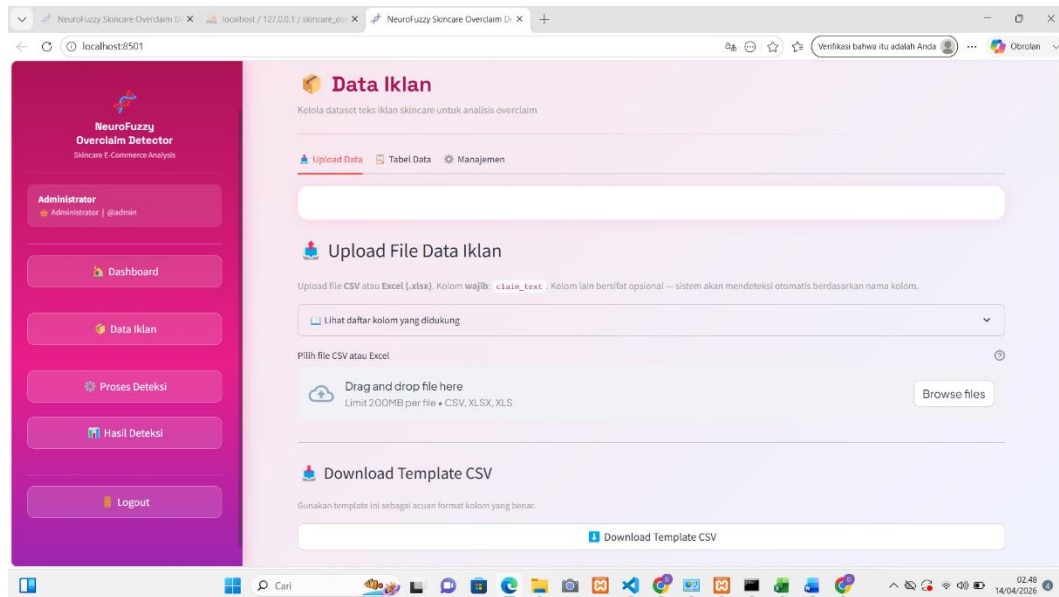 NeuroFuzzy Skincare Overclaim D
localhost / 127.0.0.1 / skincare_ov
NeuroFuzzy Skincare Overclaim D
localhost:8501
Verifikasi bahwa itu adalah Anda
Obrolan
NeuroFuzzy
Overclaim Detector
Skincare E-Commerce Analysis
Administrator
Administrator | @admin
Dashboard
Data Iklan
Proses Deteksi
Hasil Deteksi
Logout
Data Iklan
Kelola dataset teks iklan skincare untuk analisis overclaim
Upload Data Tabel Data Manajemen
Upload File Data Iklan
Upload file CSV atau Excel (.xlsx). Kolom wajib: claim_text . Kolom lain bersifat opsional — sistem akan mendeteksi otomatis berdasarkan nama kolom.
Lihat daftar kolom yang didukung
Pilih file CSV atau Excel
Drag and drop file here
Limit 200MB per file • CSV, XLSX, XLS
Browse files
Download Template CSV
Gunakan template ini sebagai acuan format kolom yang benar.
Download Template CSV
Cari
02.48
14/04/2026